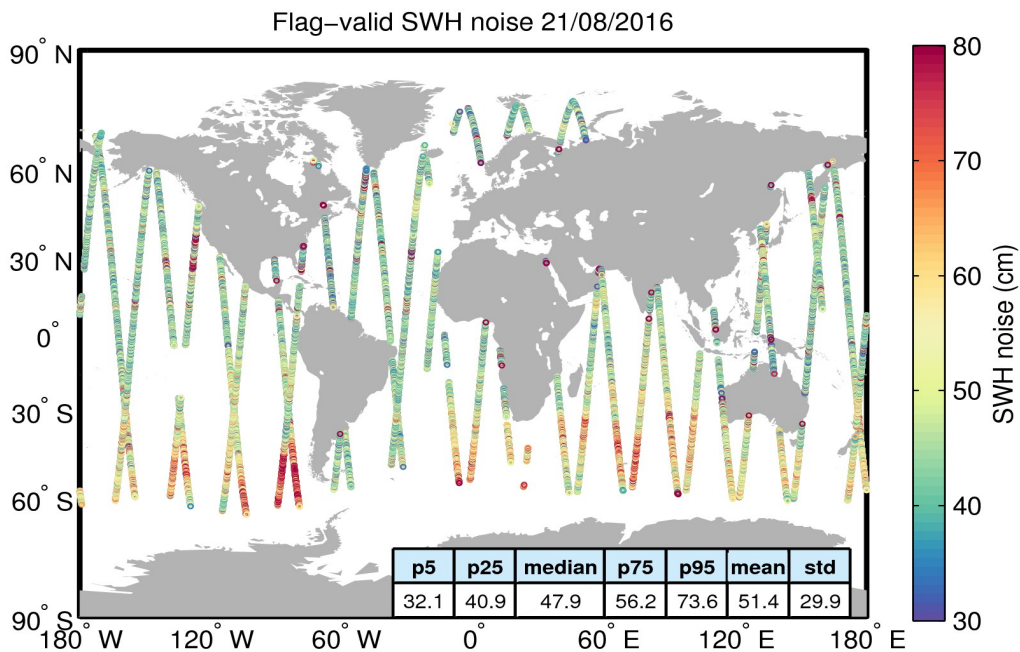 Flag−valid SWH noise 21/08/2016
90° N
60° N
30° N
0°
30° S
60° S
90° S
180° W
120° W
60° W
0°
60° E
120° E
180° E
p5 p25 median p75 p95 mean std
32.1 40.9 47.9 56.2 73.6 51.4 29.9
80
70
60
50
40
30
SWH noise (cm)